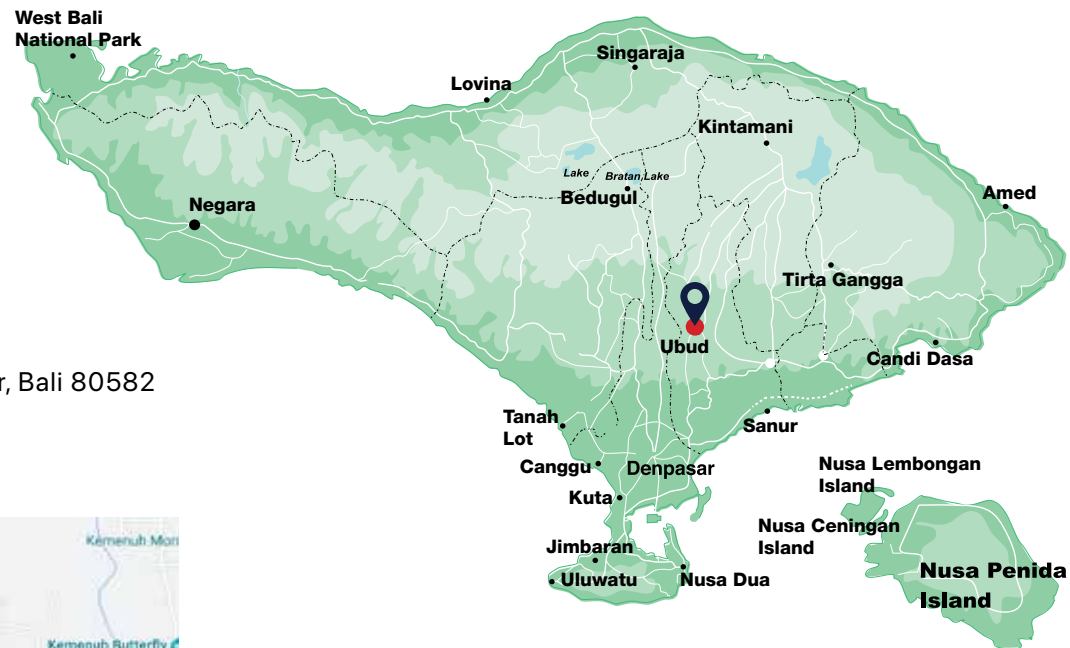 West Bali
National Park
Singaraja
Lovina
Kintamani
Lake
Bratan Lake
Bedugul
Amed
Negara
Tirta Gangga
Ubud
Candi Dasa
r, Bali 80582
Tanah
Lot
Sanur
Canggu
Denpasar
Nusa Lembongan
Island
Kuta
Nusa Ceningan
Island
Jimbaran
Uluwatu
Nusa Dua
Nusa Penida
Island
Kemenuh
Kemenuh Butterfly